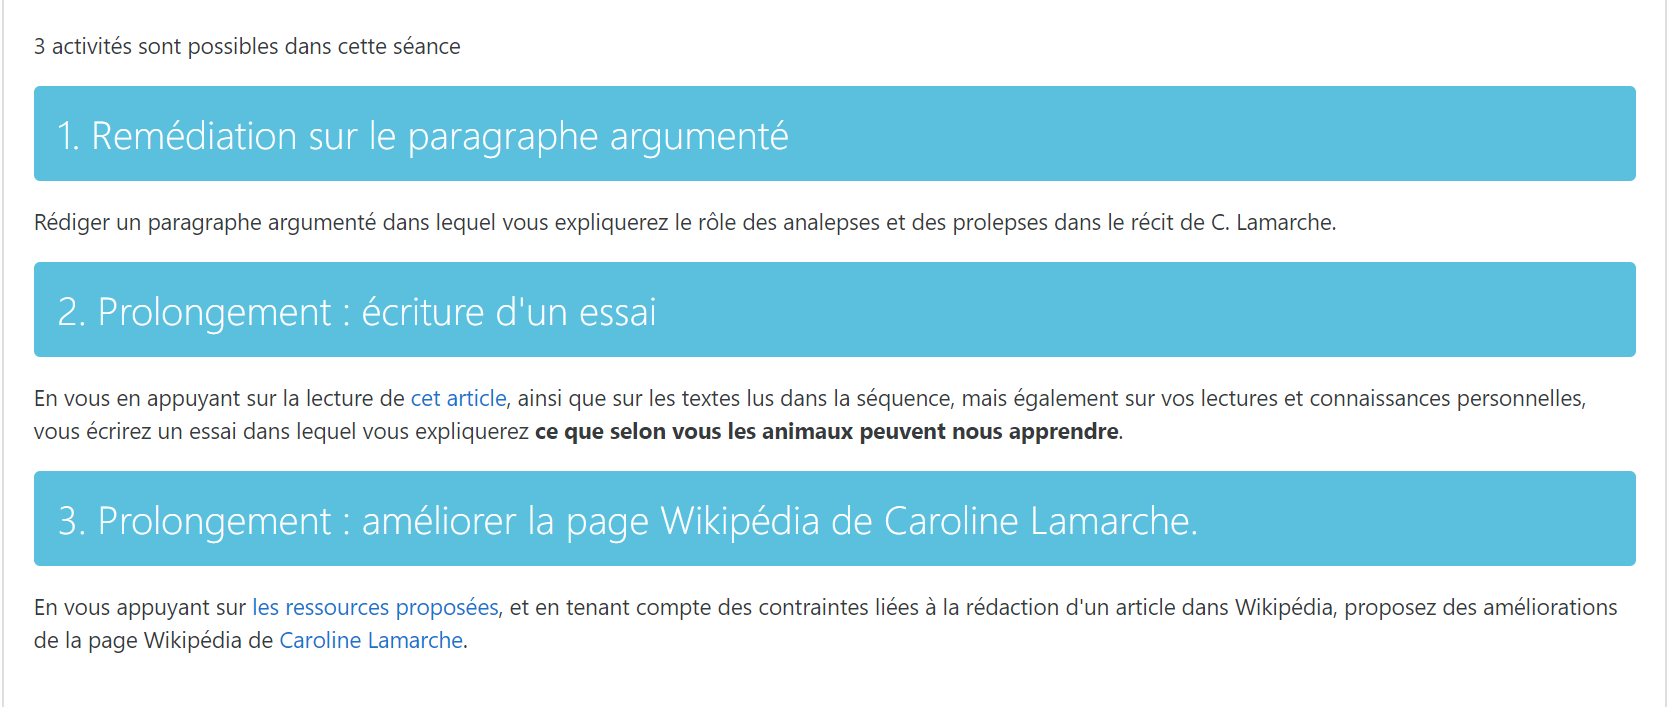 3 activités sont possibles dans cette séance
1. Remédiation sur le paragraphe argumenté
Rédiger un paragraphe argumenté dans lequel vous expliquerez le rôle des analepses et des prolepses dans le récit de C. Lamarche.
2. Prolongement : écriture d'un essai
En vous en appuyant sur la lecture de cet article, ainsi que sur les textes lus dans la séquence, mais également sur vos lectures et connaissances personnelles,
vous écrirez un essai dans lequel vous expliquerez ce que selon vous les animaux peuvent nous apprendre.
3. Prolongement : améliorer la page Wikipédia de Caroline Lamarche.
En vous appuyant sur les ressources proposées, et en tenant compte des contraintes liées à la rédaction d'un article dans Wikipédia, proposez des améliorations
de la page Wikipédia de Caroline Lamarche.